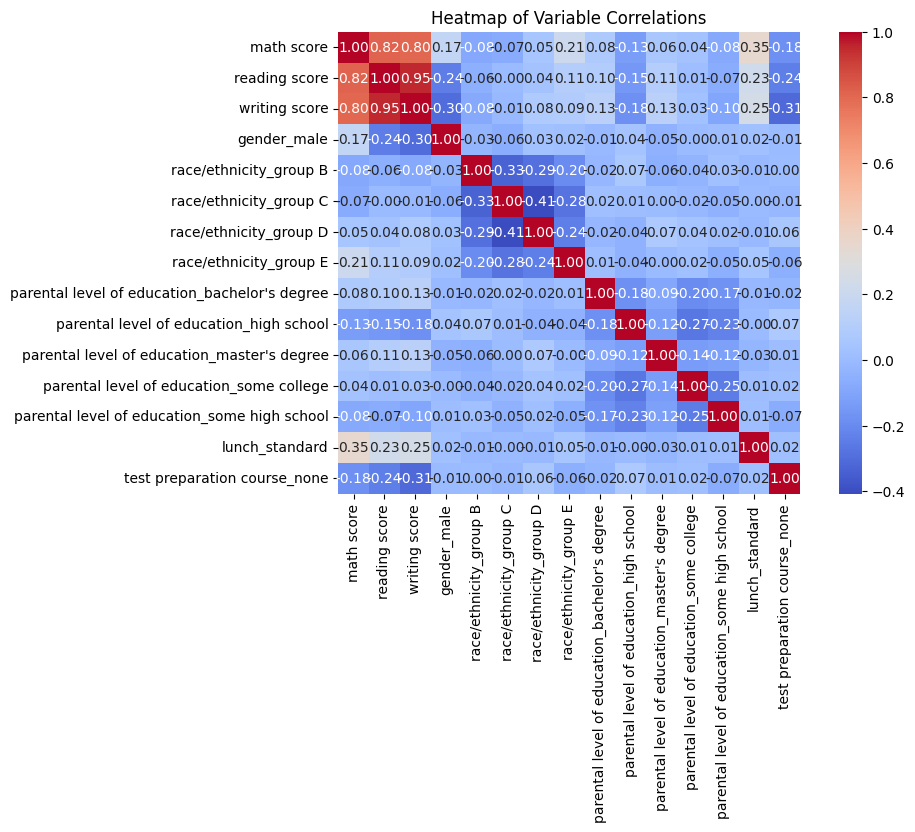 Heatmap of Variable Correlations
math score 1.00 0.82 0.80 0.17 -0.08 -0.07 0.05 0.21 0.08 -0.13 0.06 0.04 -0.08 0.35 -0.18
reading score 0.82 1.00 0.95 -0.24 -0.06 -0.00 0.04 0.11 0.10 -0.15 0.11 0.01 -0.07 0.23 -0.24
writing score 0.80 0.95 1.00 -0.30 -0.08 -0.01 0.08 0.09 0.13 -0.18 0.13 0.03 -0.10 0.25 -0.31
gender_male 0.17 -0.24 -0.30 1.00 -0.03 -0.06 0.03 0.02 -0.01 0.04 -0.05 -0.00 0.01 0.02 -0.01
race/ethnicity_group B -0.08 -0.06 -0.08 -0.03 1.00 -0.33 -0.29 -0.20 -0.02 0.07 -0.06 -0.04 0.03 -0.01 0.00
race/ethnicity_group C -0.07 -0.00 -0.01 -0.06 -0.33 1.00 -0.41 -0.28 0.02 0.01 0.00 -0.02 -0.05 -0.00 -0.01
race/ethnicity_group D 0.05 0.04 0.08 0.03 -0.29 -0.41 1.00 -0.24 -0.02 -0.04 0.07 0.04 -0.02 -0.01 0.06
race/ethnicity_group E 0.21 0.11 0.09 0.02 -0.20 -0.28 -0.24 1.00 0.01 -0.04 -0.00 0.02 -0.05 0.05 -0.06
parental level of education_bachelor's degree 0.08 0.10 0.13 -0.01 -0.02 0.02 -0.02 0.01 1.00 -0.18 -0.09 -0.20 -0.17 -0.01 -0.02
parental level of education_high school -0.13 -0.15 -0.18 0.04 0.07 0.01 -0.04 -0.04 -0.18 1.00 -0.12 -0.27 -0.23 -0.00 0.07
parental level of education_master's degree 0.06 0.11 0.13 -0.05 -0.06 0.00 0.07 -0.00 -0.09 -0.12 1.00 -0.14 -0.12 -0.03 0.01
parental level of education_some college 0.04 0.01 0.03 -0.00 -0.04 -0.02 0.04 0.02 -0.20 -0.27 -0.14 1.00 -0.25 0.01 0.02
parental level of education_some high school -0.08 -0.07 -0.10 0.01 0.03 -0.05 -0.02 -0.05 -0.17 -0.23 -0.12 -0.25 1.00 0.01 -0.07
lunch_standard 0.35 0.23 0.25 0.02 -0.01 -0.00 -0.01 0.05 -0.01 -0.00 -0.03 0.01 0.01 1.00 0.02
test preparation course_none -0.18 -0.24 -0.31 -0.01 0.00 -0.01 0.06 -0.06 -0.02 0.07 0.01 0.02 -0.07 0.02 1.00
math score
reading score
writing score
gender_male
race/ethnicity_group B
race/ethnicity_group C
race/ethnicity_group D
race/ethnicity_group E
parental level of education_bachelor's degree
parental level of education_high school
parental level of education_master's degree
parental level of education_some college
parental level of education_some high school
lunch_standard
test preparation course_none
1.0
0.8
0.6
0.4
0.2
0.0
−0.2
−0.4